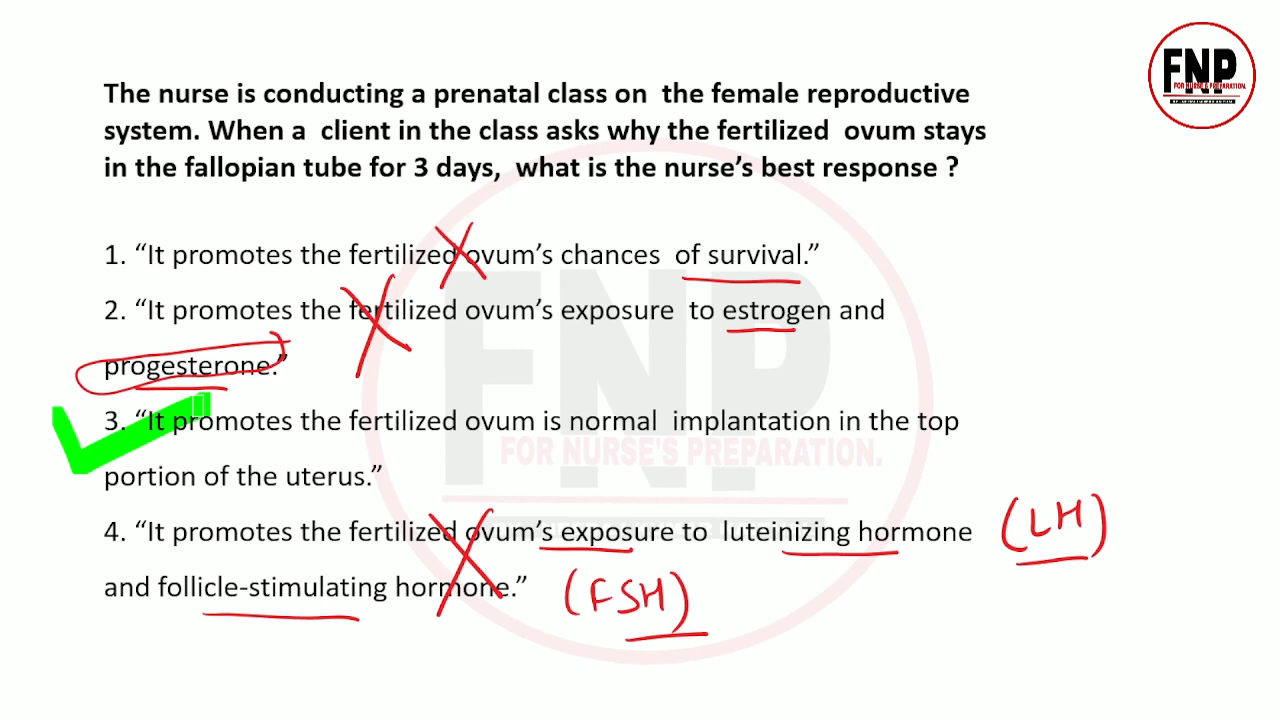 FNP
FOR NURSE'S PREPARATION.
The nurse is conducting a prenatal class on the female reproductive
system. When a client in the class asks why the fertilized ovum stays
in the fallopian tube for 3 days, what is the nurse’s best response ?
1. “It promotes the fertilized ovum’s chances of survival.”
2. “It promotes the fertilized ovum’s exposure to estrogen and
progesterone.”
3. “It promotes the fertilized ovum is normal implantation in the top
portion of the uterus.”
4. “It promotes the fertilized ovum’s exposure to luteinizing hormone
(LH)
and follicle-stimulating hormone.”
(FSH)
FNP
FOR NURSE'S PREPARATION.